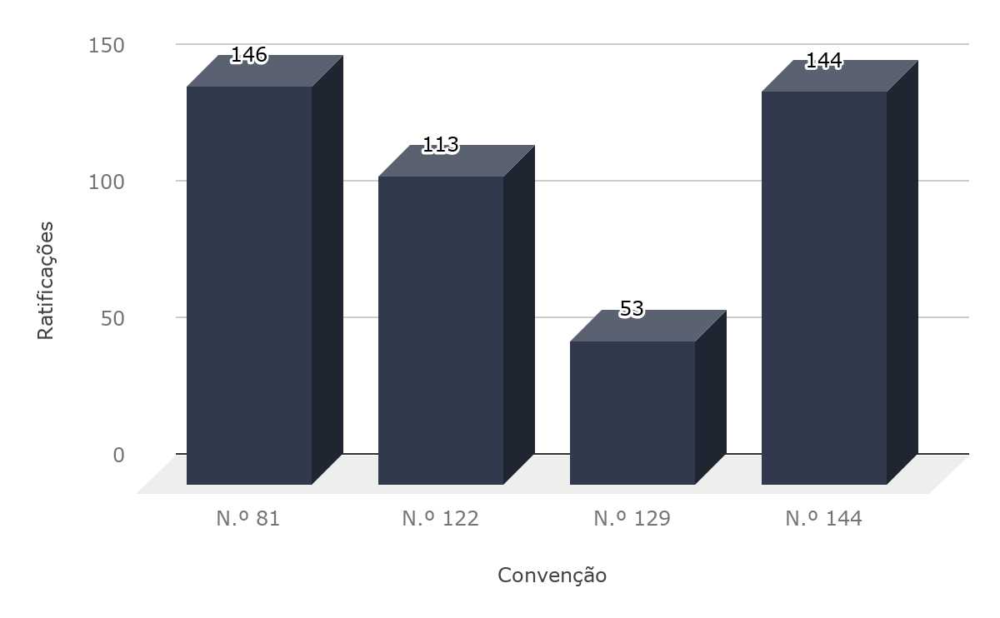 150
100
50
0
Ratificações
146
113
53
144
N.º 81
N.º 122
N.º 129
N.º 144
Convenção